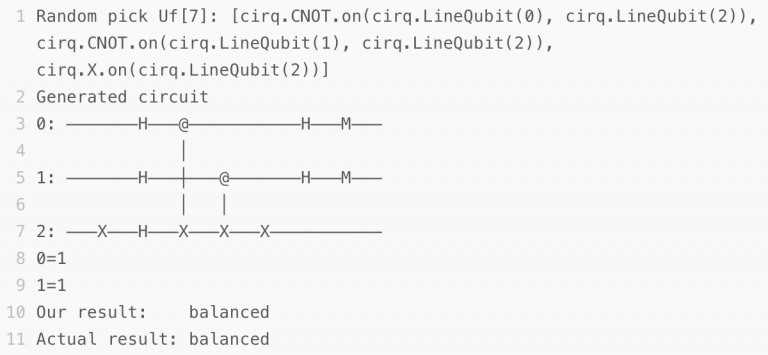 1 Random pick Uf[7]: [cirq.CNOT.on(cirq.LineQubit(0), cirq.LineQubit(2)),
cirq.CNOT.on(cirq.LineQubit(1), cirq.LineQubit(2)),
cirq.X.on(cirq.LineQubit(2))]
2 Generated circuit
3 0: ───────H───@───────────H───M───
4               │
5 1: ───────H───┼───@───────H───M───
6               │   │
7 2: ───X───H───X───X───X───────────
8 0=1
9 1=1
10 Our result:    balanced
11 Actual result: balanced